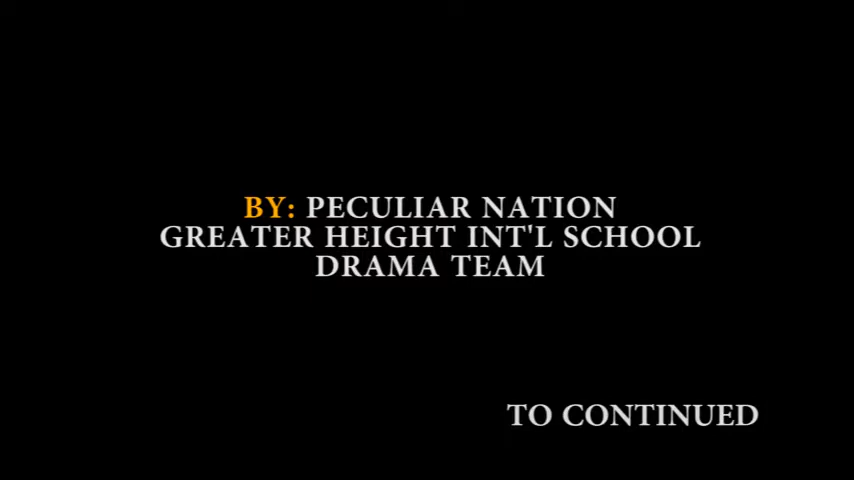 BY: PECULIAR NATION
GREATER HEIGHT INT'L SCHOOL
DRAMA TEAM
TO CONTINUED